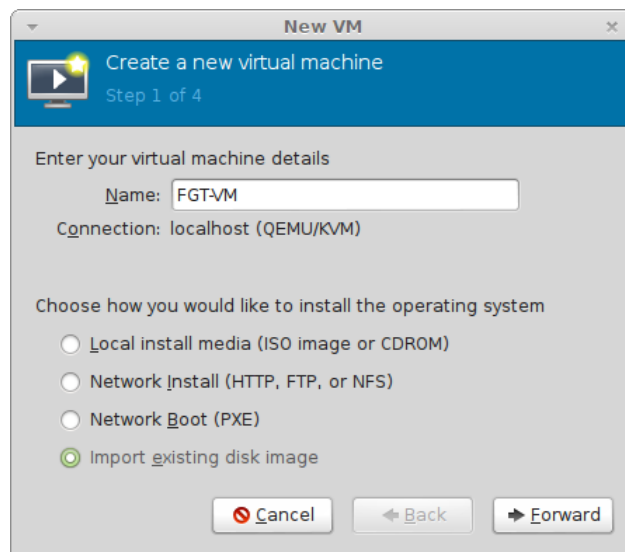 New VM
Create a new virtual machine
Step 1 of 4
Enter your virtual machine details
Name: FGT-VM
Connection: localhost (QEMU/KVM)
Choose how you would like to install the operating system
Local install media (ISO image or CDROM)
Network Install (HTTP, FTP, or NFS)
Network Boot (PXE)
Import existing disk image
Cancel Back Forward